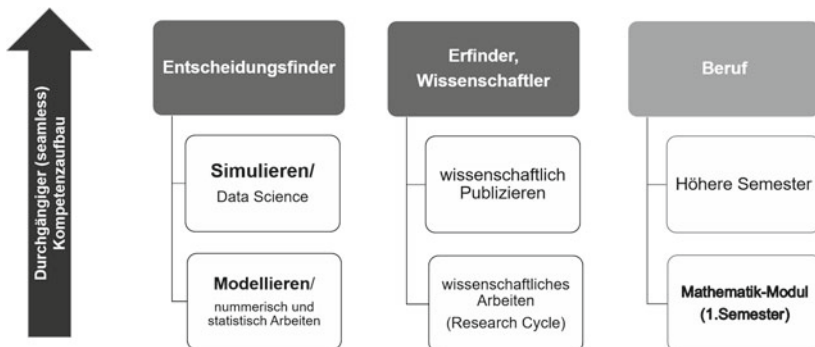 Durchgängiger (seamless)
Kompetenzaufbau
Entscheidungsfinder
Simulieren/
Data Science
Modellieren/
nummerisch und
statistisch Arbeiten
Erfinder,
Wissenschaftler
wissenschaftlich
Publizieren
wissenschaftliches
Arbeiten
(Research Cycle)
Beruf
Höhere Semester
Mathematik-Modul
(1.Semester)